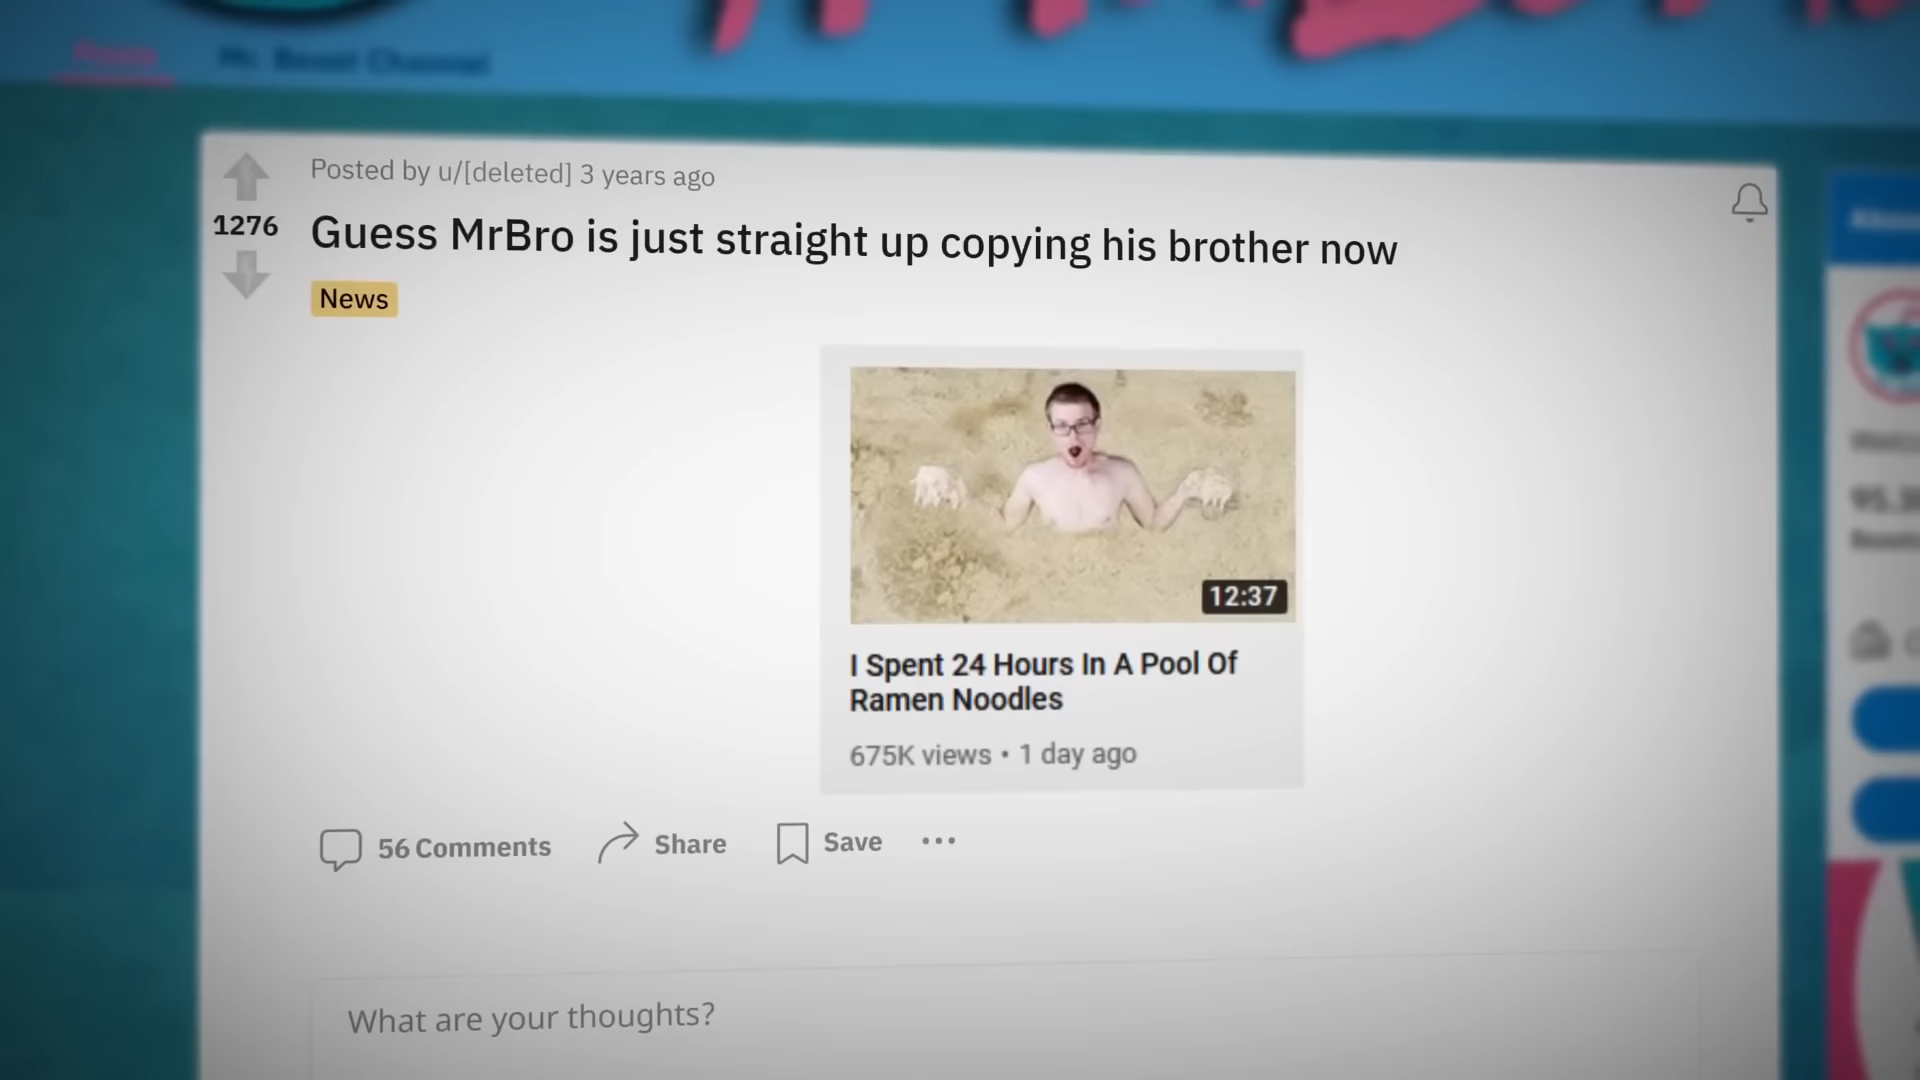 Posts
Mr. Beast Channel
Posted by u/[deleted] 3 years ago
1276
Guess MrBro is just straight up copying his brother now
News
12:37
I Spent 24 Hours In A Pool Of
Ramen Noodles
675K views • 1 day ago
56 Comments
Share
Save
What are your thoughts?